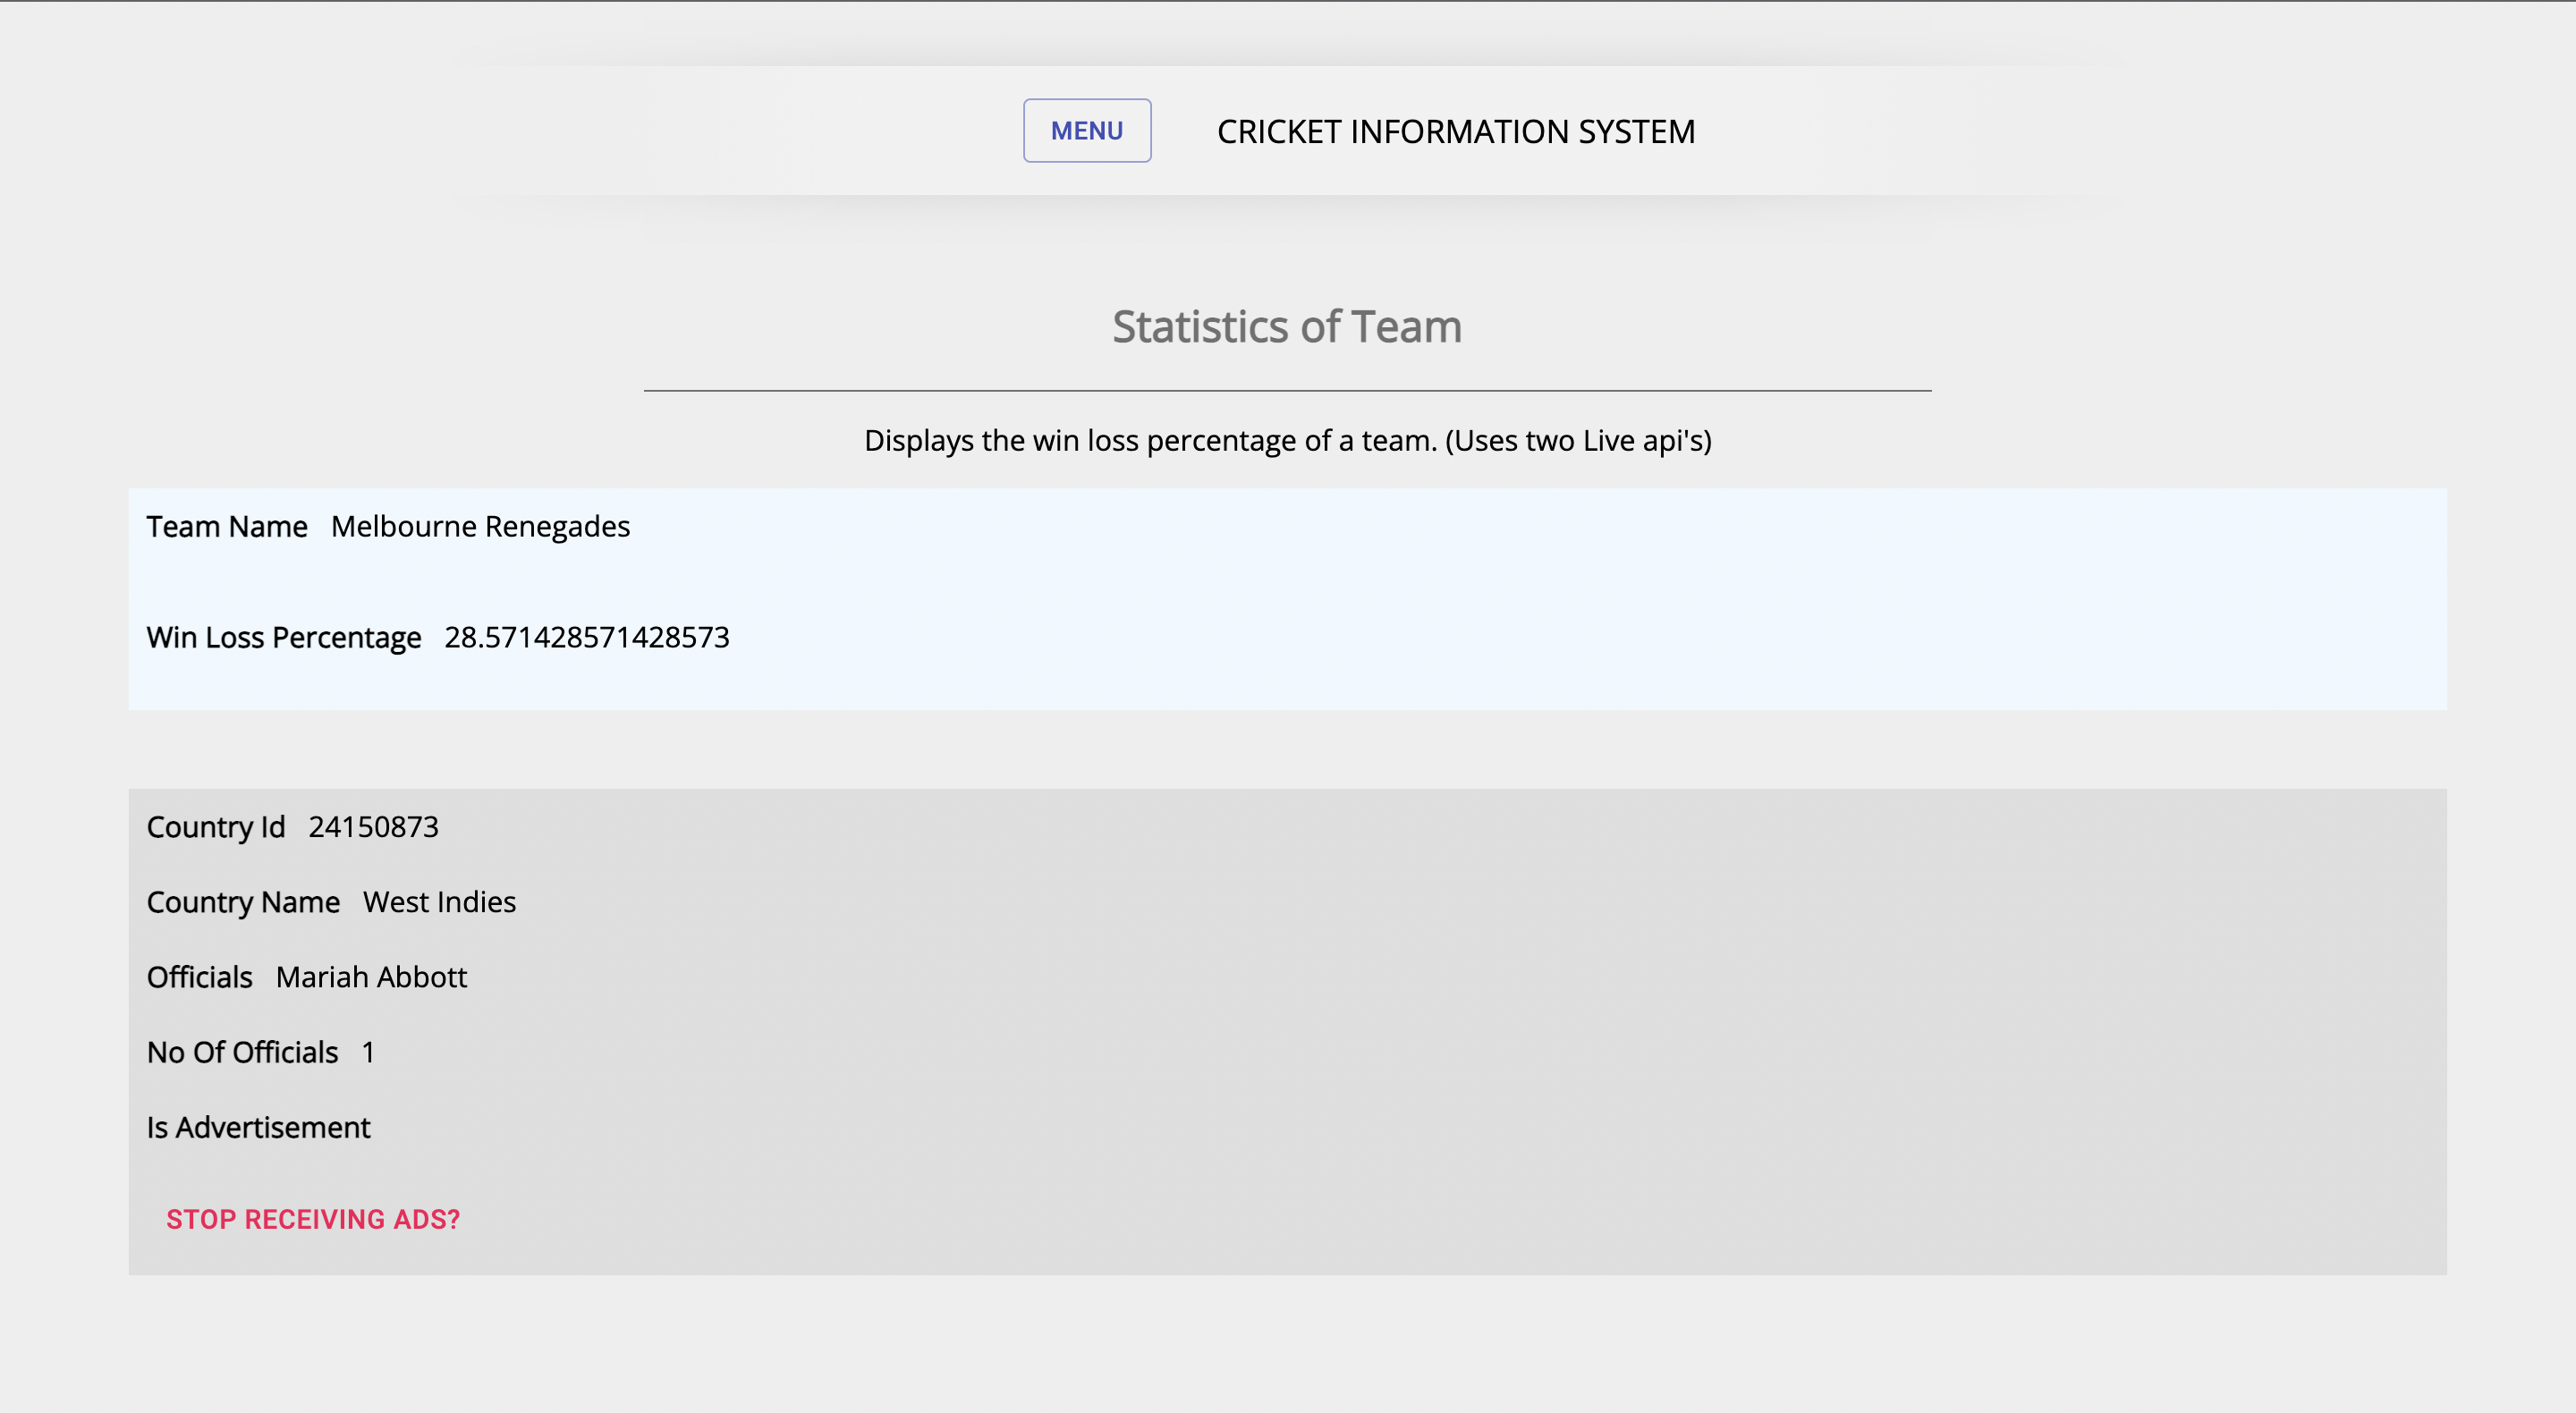 MENU CRICKET INFORMATION SYSTEM
Statistics of Team
Displays the win loss percentage of a team. (Uses two Live api's)
Team Name Melbourne Renegades
Win Loss Percentage 28.571428571428573
Country Id 24150873
Country Name West Indies
Officials Mariah Abbott
No Of Officials 1
Is Advertisement
STOP RECEIVING ADS?